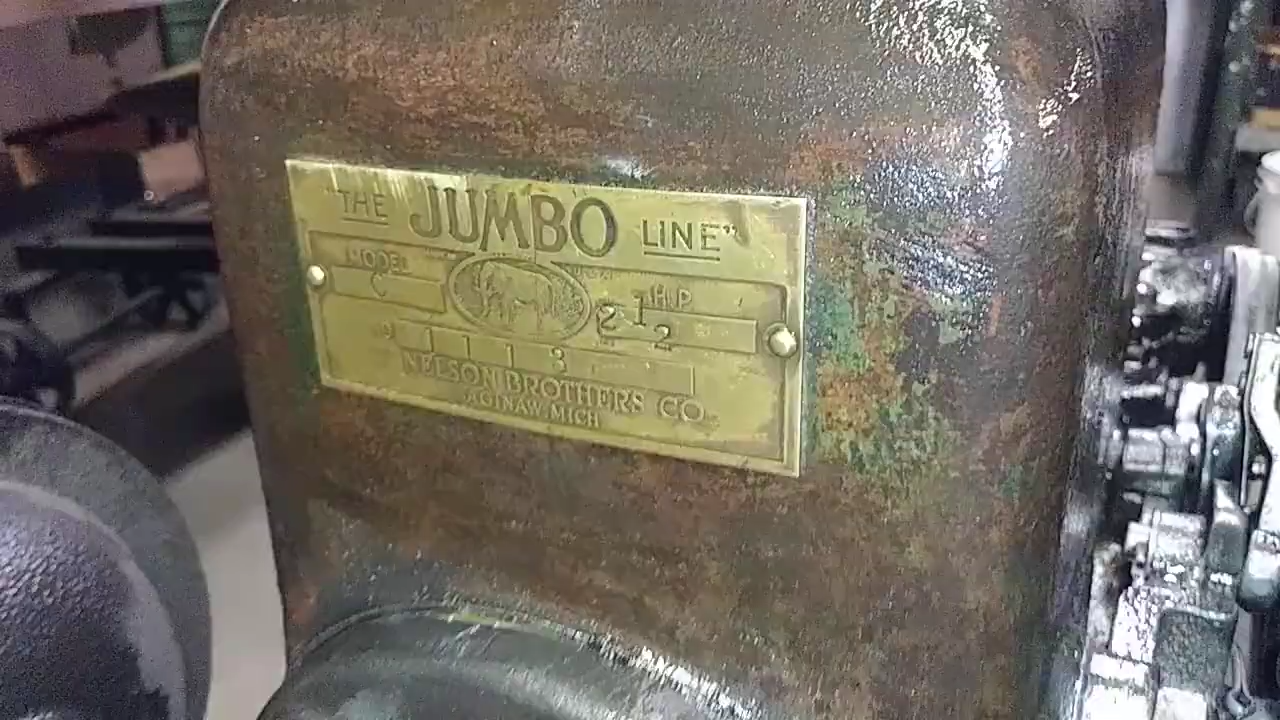 "THE JUMBO LINE"
MODEL
C
H.P.
2 1/2
1 1 1 3
NELSON BROTHERS CO.
SAGINAW MICH